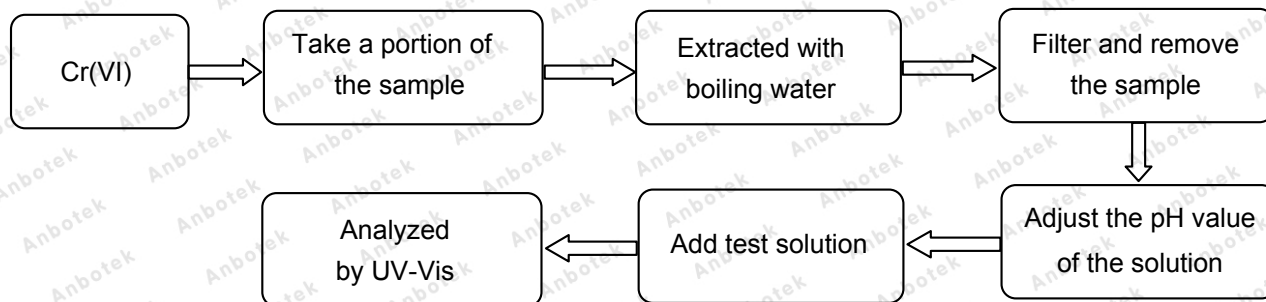 Cr(VI)
Take a portion of
the sample
Extracted with
boiling water
Filter and remove
the sample
Adjust the pH value
of the solution
Add test solution
Analyzed
by UV-Vis
Anbotek